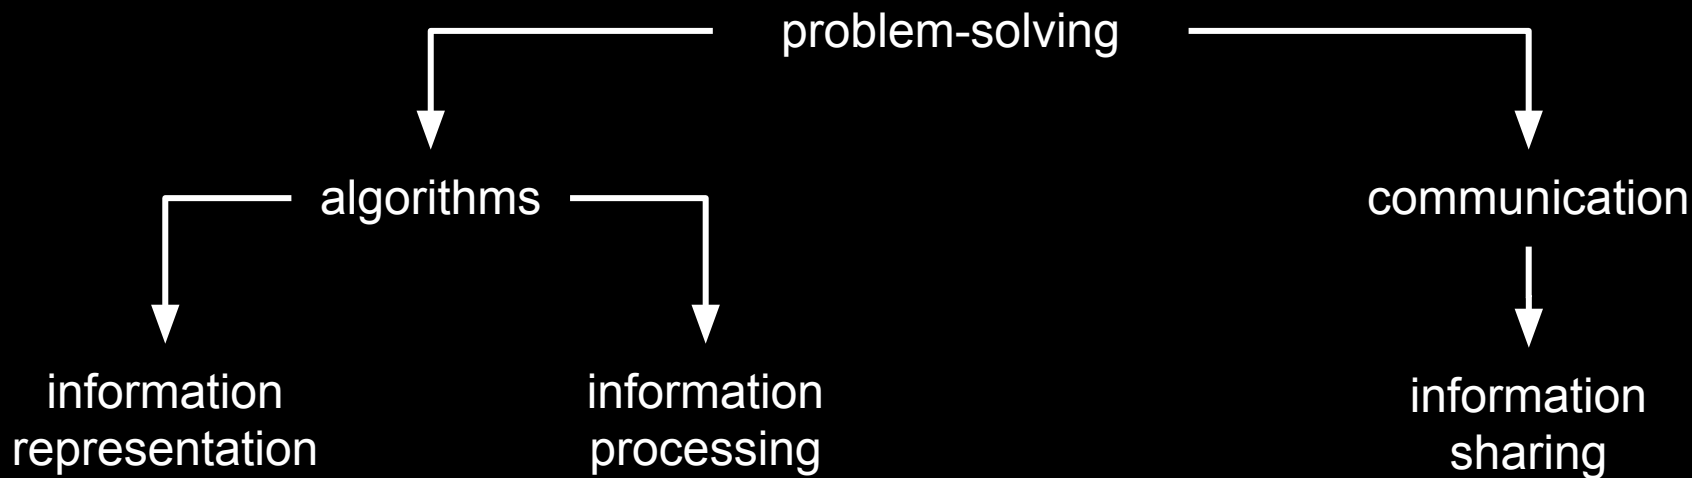 problem-solving
algorithms
communication
information
representation
information
processing
information
sharing